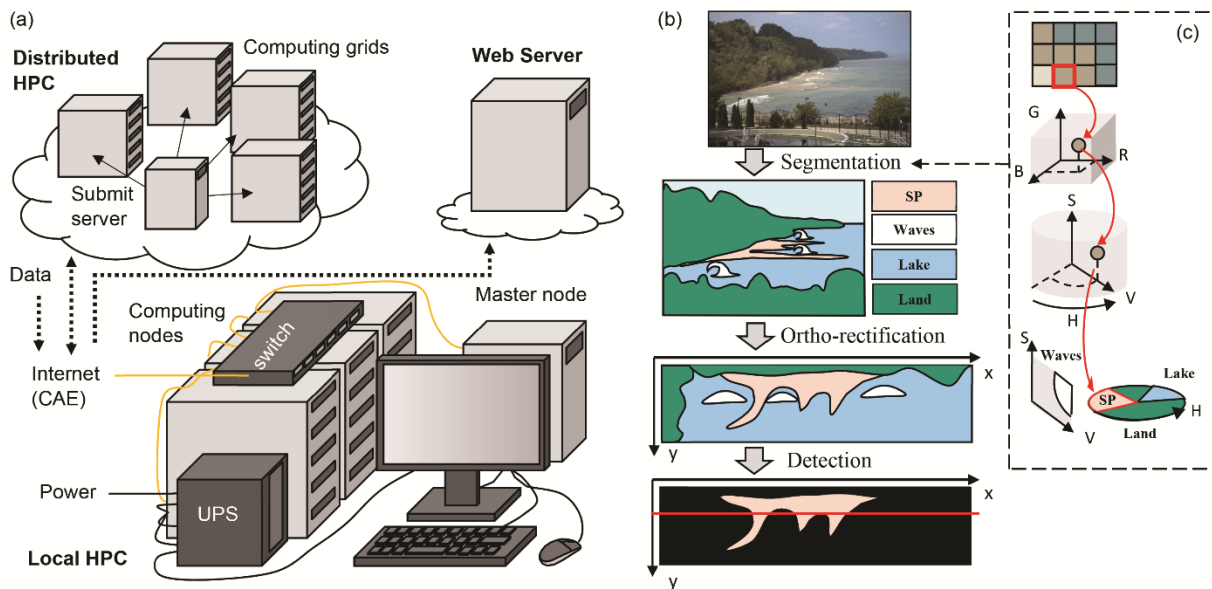 (a)
Distributed
HPC
Computing grids
Submit
server
Web Server
Data
Computing
nodes
Master node
switch
Internet
(CAE)
Power
UPS
Local HPC
(b)
Segmentation
SP
Waves
Lake
Land
Ortho-rectification
x
y
Detection
x
y
(c)
G
R
B
S
V
H
S
Waves
Lake
SP
H
V
Land